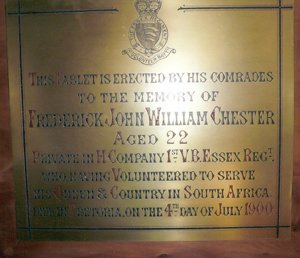 THIS TABLET IS ERECTED BY HIS COMRADES
TO THE MEMORY OF
FREDERICK JOHN WILLIAM CHESTER
AGED 22
PRIVATE IN H. COMPANY 1ST V.B. ESSEX REGT.
WHO, HAVING VOLUNTEERED TO SERVE
HIS QUEEN & COUNTRY IN SOUTH AFRICA
PRETORIA, ON THE 4TH DAY OF JULY 1900